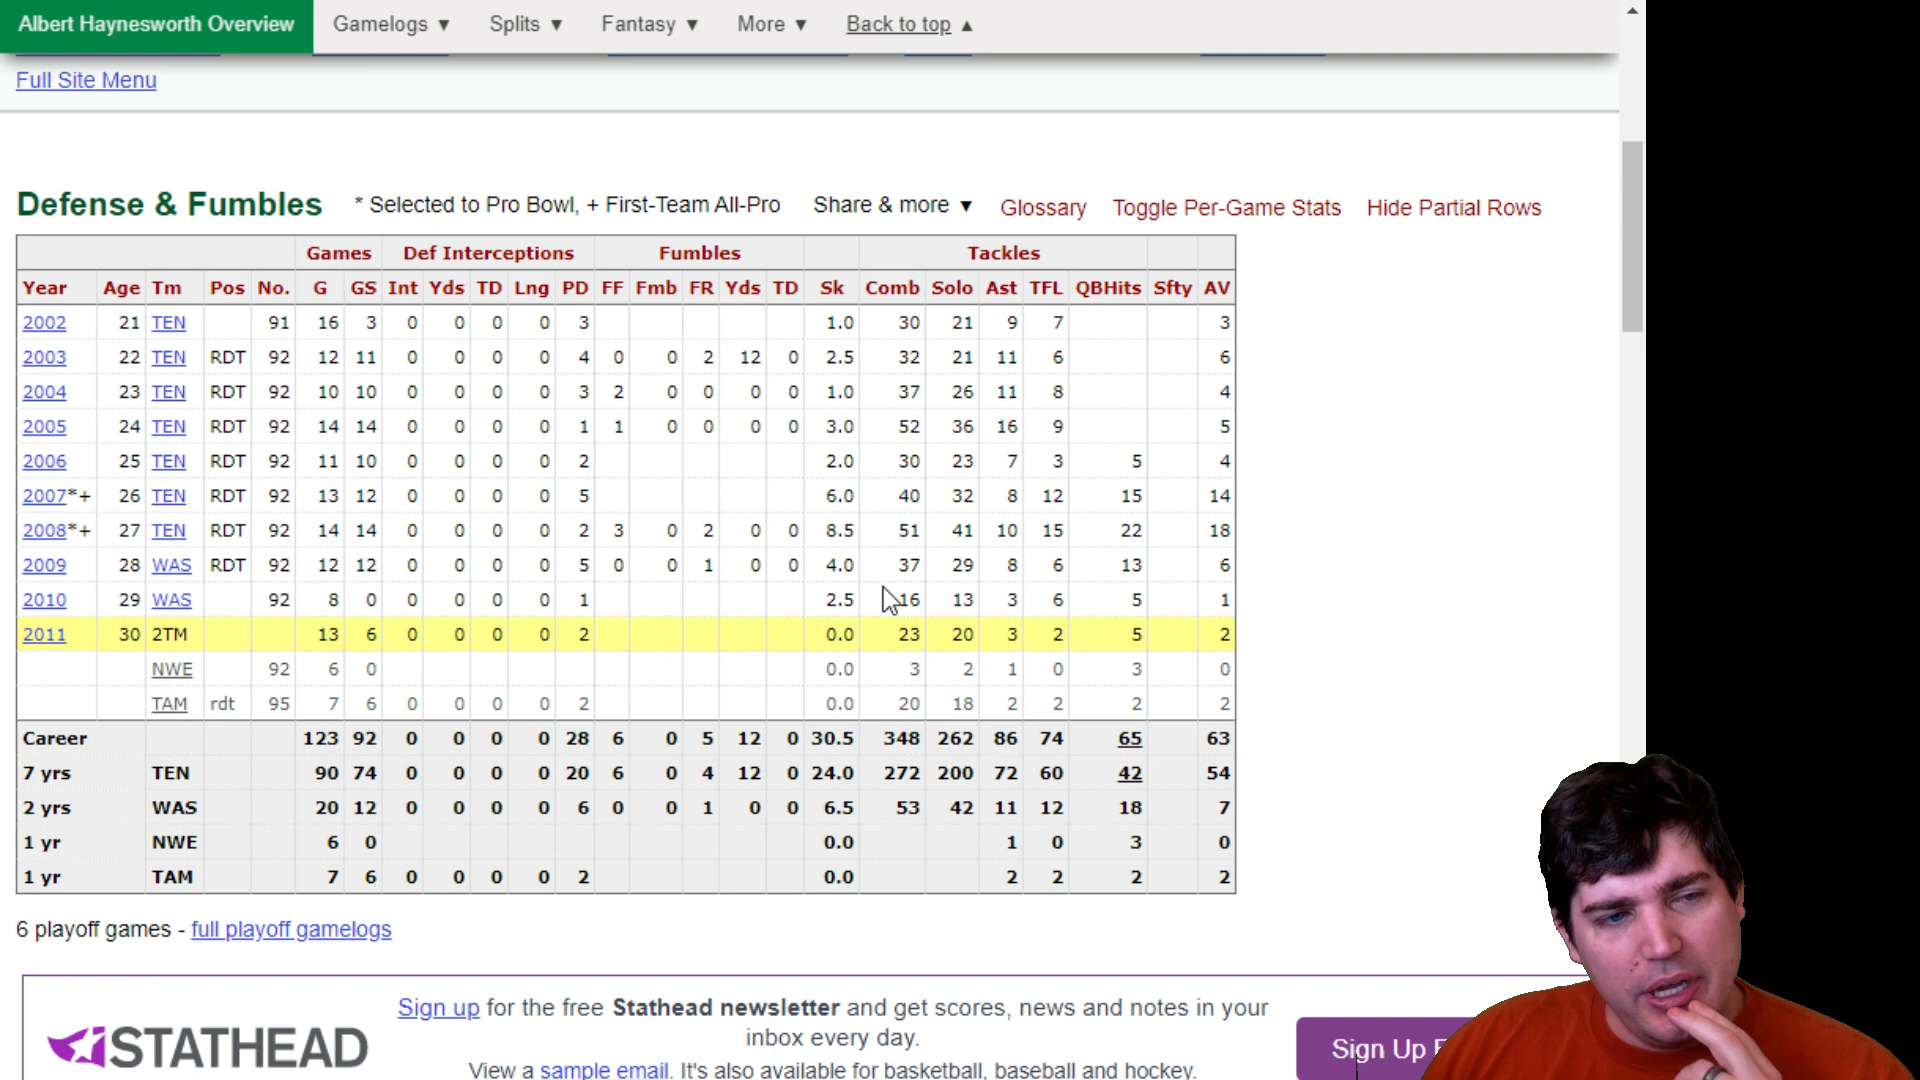 Albert Haynesworth Overview Gamelogs ▼ Splits ▼ Fantasy ▼ More ▼ Back to top ▲
Full Site Menu
Defense & Fumbles * Selected to Pro Bowl, + First-Team All-Pro Share & more ▼ Glossary Toggle Per-Game Stats Hide Partial Rows
Games Def Interceptions Fumbles Tackles
Year Age Tm Pos No. G GS Int Yds TD Lng PD FF Fmb FR Yds TD Sk Comb Solo Ast TFL QBHits Sfty AV
2002 21 TEN 91 16 3 0 0 0 0 3 1.0 30 21 9 7 3
2003 22 TEN RDT 92 12 11 0 0 0 0 4 0 0 2 12 0 2.5 32 21 11 6 6
2004 23 TEN RDT 92 10 10 0 0 0 0 3 2 0 0 0 0 1.0 37 26 11 8 4
2005 24 TEN RDT 92 14 14 0 0 0 0 1 1 0 0 0 0 3.0 52 36 16 9 5
2006 25 TEN RDT 92 11 10 0 0 0 0 2 2.0 30 23 7 3 5 4
2007*+ 26 TEN RDT 92 13 12 0 0 0 0 5 6.0 40 32 8 12 15 14
2008*+ 27 TEN RDT 92 14 14 0 0 0 0 2 3 0 2 0 0 8.5 51 41 10 15 22 18
2009 28 WAS RDT 92 12 12 0 0 0 0 5 0 0 1 0 0 4.0 37 29 8 6 13 6
2010 29 WAS 92 8 0 0 0 0 0 1 2.5 16 13 3 6 5 1
2011 30 2TM 13 6 0 0 0 0 2 0.0 23 20 3 2 5 2
NWE 92 6 0 0.0 3 2 1 0 3 0
TAM rdt 95 7 6 0 0 0 0 2 0.0 20 18 2 2 2 2
Career 123 92 0 0 0 0 28 6 0 5 12 0 30.5 348 262 86 74 65 63
7 yrs TEN 90 74 0 0 0 0 20 6 0 4 12 0 24.0 272 200 72 60 42 54
2 yrs WAS 20 12 0 0 0 0 6 0 0 1 0 0 6.5 53 42 11 12 18 7
1 yr NWE 6 0 0.0 1 0 3 0
1 yr TAM 7 6 0 0 0 0 2 0.0 2 2 2 2
6 playoff games - full playoff gamelogs
STATHEAD
Sign up for the free Stathead newsletter and get scores, news and notes in your
inbox every day.
View a sample email. It's also available for basketball, baseball and hockey.
Sign Up